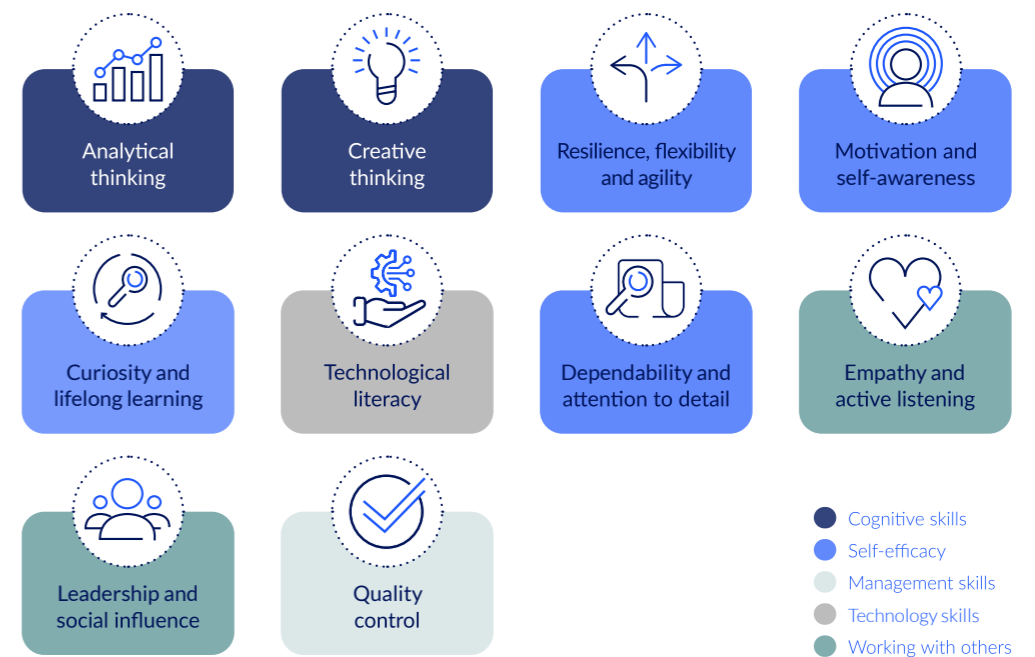 Analytical
thinking
Creative
thinking
Resilience, flexibility
and agility
Motivation and
self-awareness
Curiosity and
lifelong learning
Technological
literacy
Dependability and
attention to detail
Empathy and
active listening
Leadership and
social influence
Quality
control
Cognitive skills
Self-efficacy
Management skills
Technology skills
Working with others